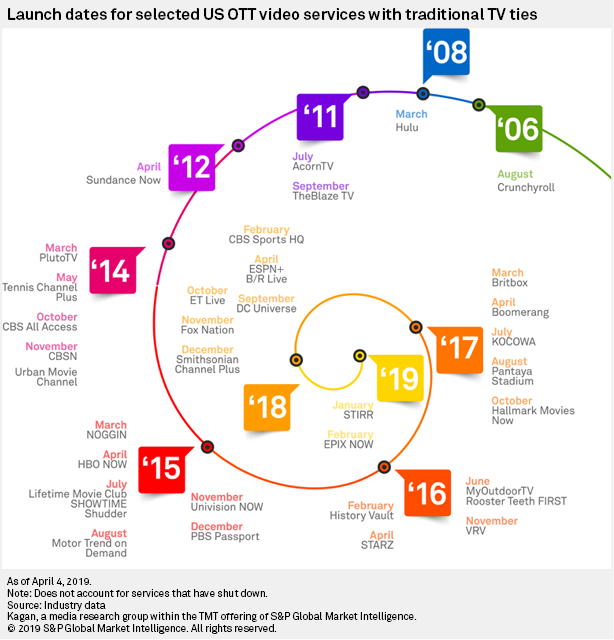 Launch dates for selected US OTT video services with traditional TV ties
‘08
March
Hulu
‘06
August
Crunchyroll
‘11
July
AcornTV
September
TheBlaze TV
‘12
April
Sundance Now
‘14
March
PlutoTV
May
Tennis Channel
Plus
October
CBS All Access
November
CBSN
Urban Movie
Channel
‘15
March
NOGGIN
April
HBO NOW
July
Lifetime Movie Club
SHOWTIME
Shudder
August
Motor Trend on
Demand
November
Univision NOW
December
PBS Passport
‘16
February
History Vault
April
STARZ
June
MyOutdoorTV
Rooster Teeth FIRST
November
VRV
‘17
March
Britbox
April
Boomerang
July
KOCOWA
August
Pantaya
Stadium
October
Hallmark Movies
Now
‘18
February
CBS Sports HQ
April
ESPN+
B/R Live
September
DC Universe
October
ET Live
November
Fox Nation
December
Smithsonian
Channel Plus
‘19
January
STIRR
February
EPIX NOW
As of April 4, 2019.
Note: Does not account for services that have shut down.
Source: Industry data
Kagan, a media research group within the TMT offering of S&P Global Market Intelligence.
© 2019 S&P Global Market Intelligence. All rights reserved.